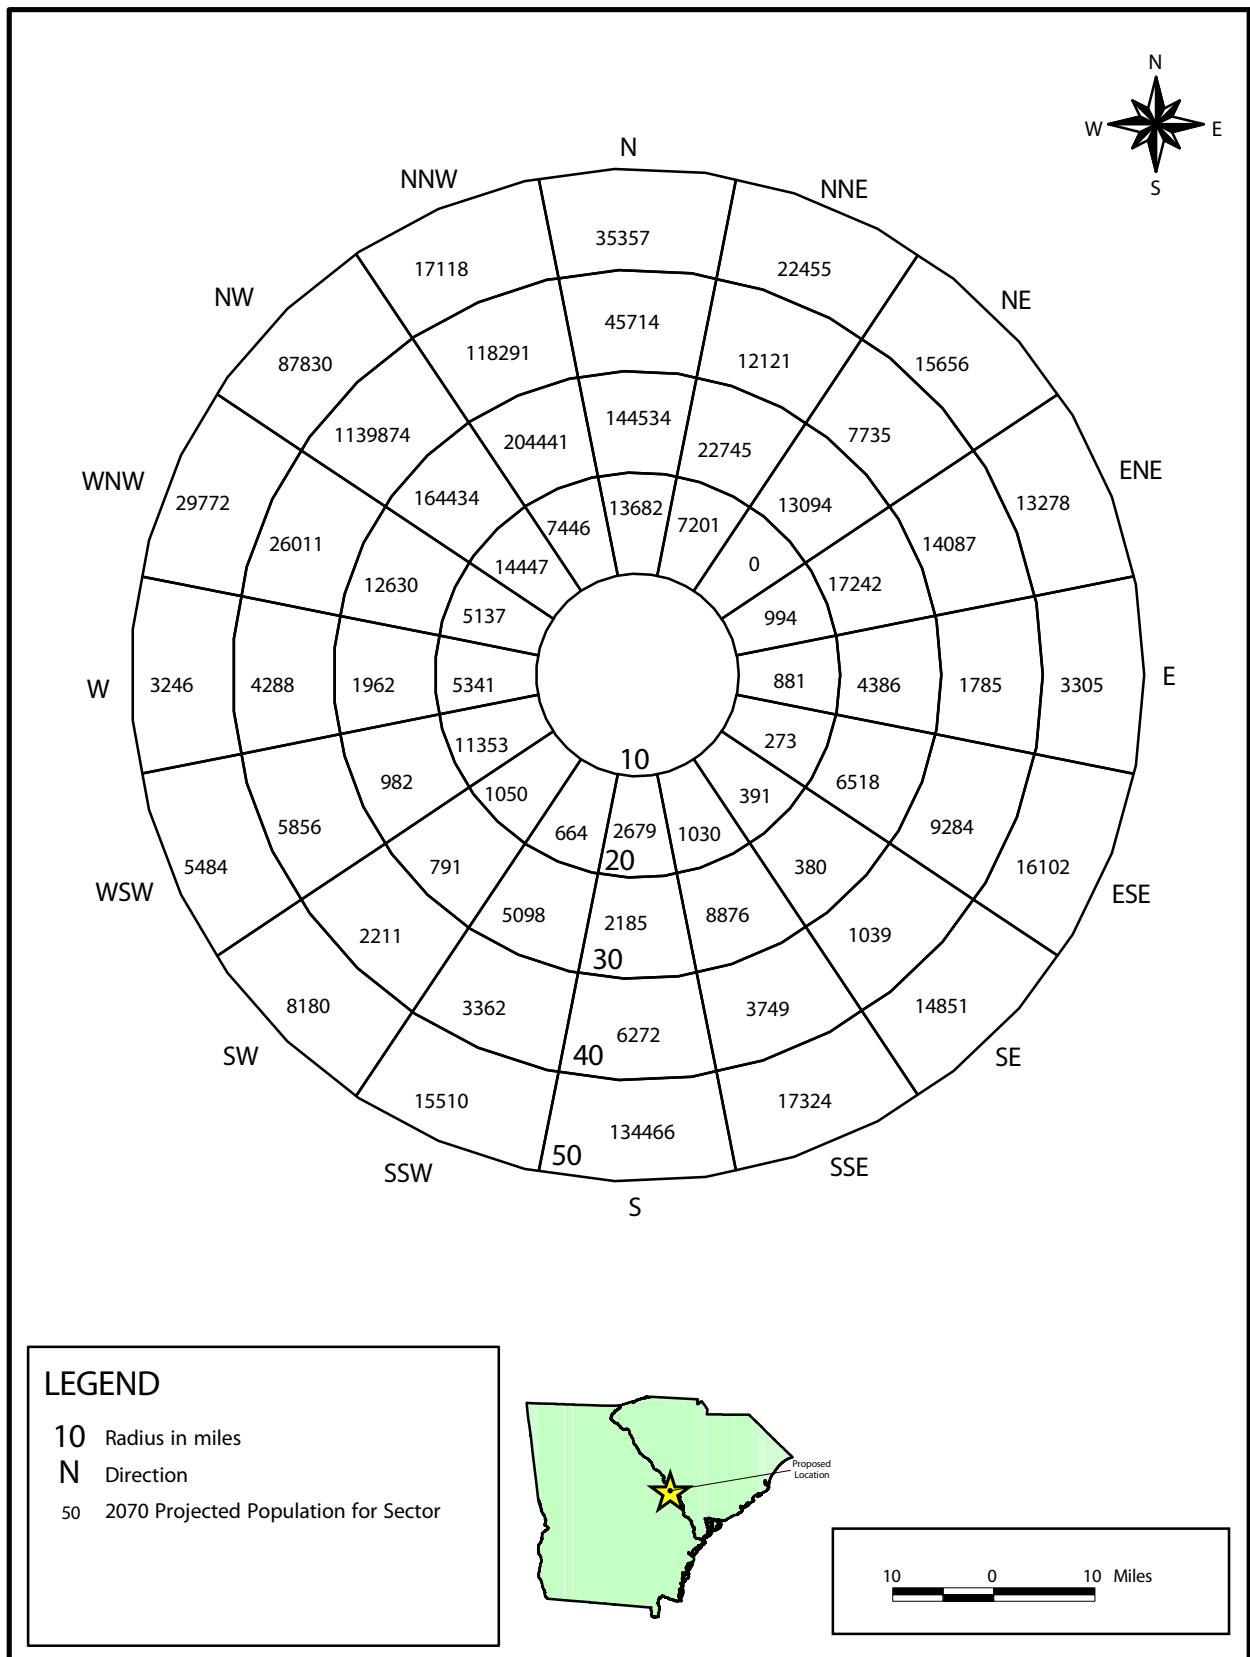 N
W E
S
N
NNW
NNE
35357
17118
22455
NW
NE
45714
118291
12121
87830
15656
144534
1139874
204441
22745
7735
WNW
ENE
29772
164434
7446
13682
7201
13094
13278
26011
14447
0
14087
12630
5137
994
17242
W
3246
4288
1962
5341
881
4386
1785
3305
E
11353
10
273
982
1050
391
6518
5856
664
2679
1030
9284
5484
791
20
380
16102
WSW
ESE
2211
5098
2185
8876
1039
30
8180
3362
3749
14851
6272
SW
40
SE
15510
17324
134466
50
SSW
SSE
S
LEGEND
10 Radius in miles
N Direction
50 2070 Projected Population for Sector
Proposed
Location
10 0 10 Miles